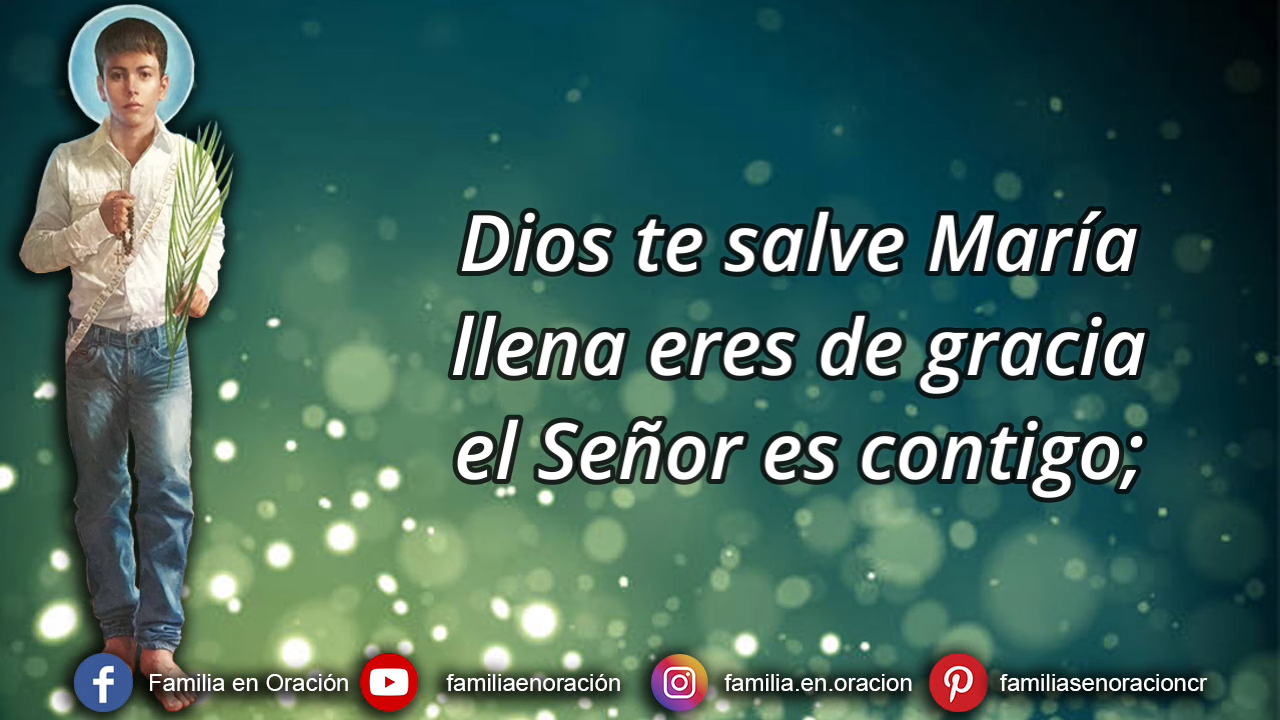 Dios te salve María
llena eres de gracia
el Señor es contigo;
Familia en Oración
familiaenoración
familia.en.oracion
familiasenoracioncr